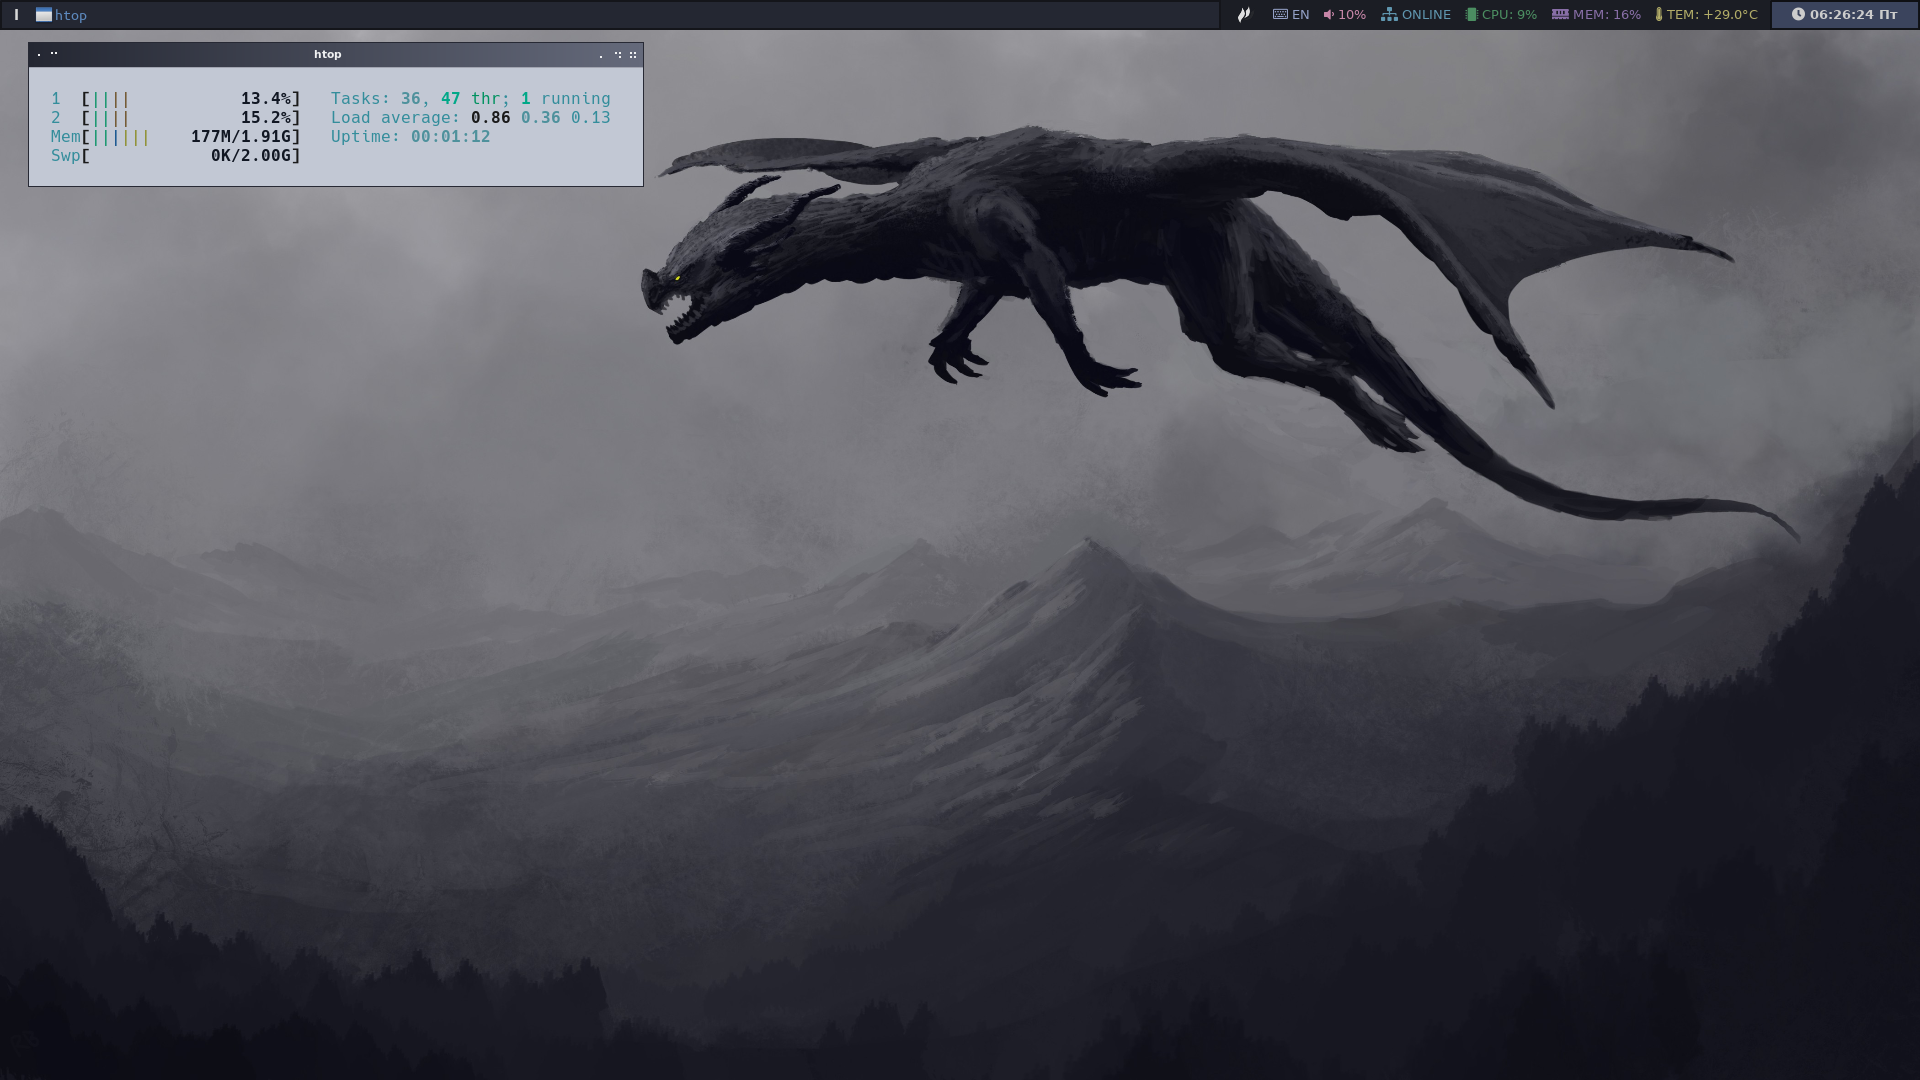 I htop EN 10% ONLINE CPU: 9% MEM: 16% TEM: +29.0°C 06:26:24 Пт
htop
1 [|||| 13.4%] Tasks: 36, 47 thr; 1 running
2 [|||| 15.2%] Load average: 0.86 0.36 0.13
Mem[|||||| 177M/1.91G] Uptime: 00:01:12
Swp[ 0K/2.00G]